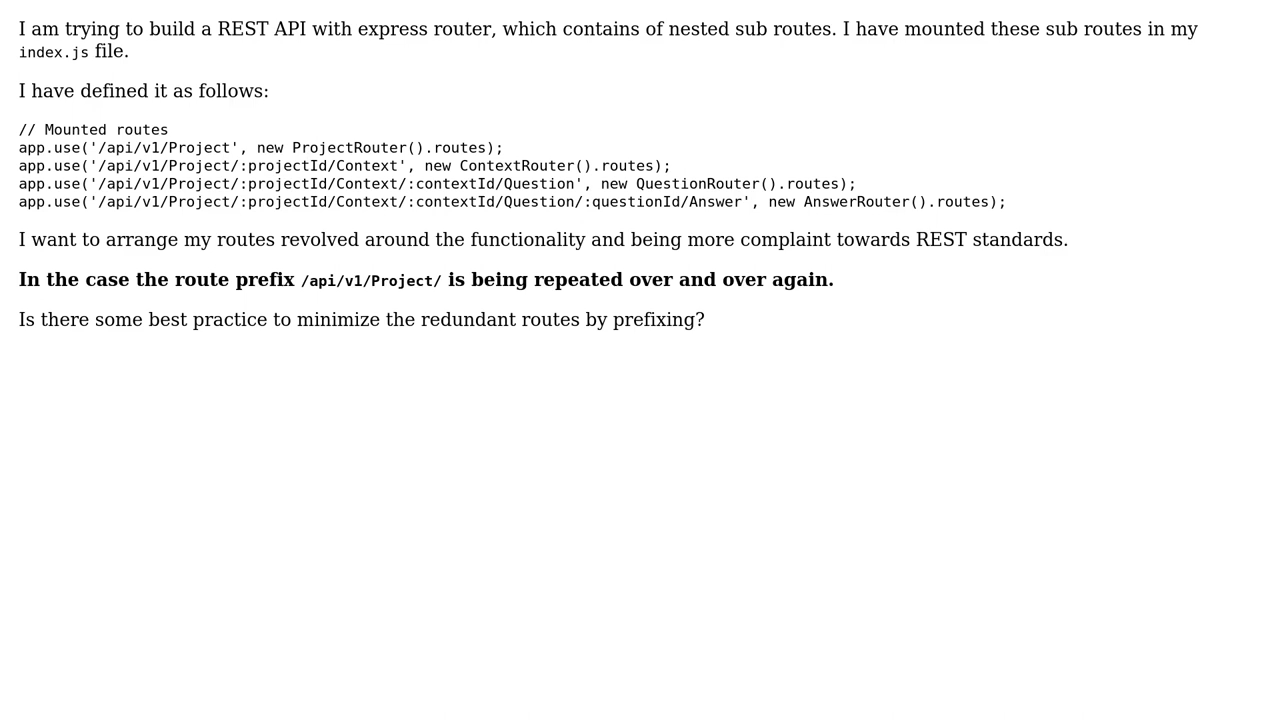 I am trying to build a REST API with express router, which contains of nested sub routes. I have mounted these sub routes in my
index.js file.
I have defined it as follows:
// Mounted routes
app.use('/api/v1/Project', new ProjectRouter().routes);
app.use('/api/v1/Project/:projectId/Context', new ContextRouter().routes);
app.use('/api/v1/Project/:projectId/Context/:contextId/Question', new QuestionRouter().routes);
app.use('/api/v1/Project/:projectId/Context/:contextId/Question/:questionId/Answer', new AnswerRouter().routes);
I want to arrange my routes revolved around the functionality and being more complaint towards REST standards.
In the case the route prefix /api/v1/Project/ is being repeated over and over again.
Is there some best practice to minimize the redundant routes by prefixing?